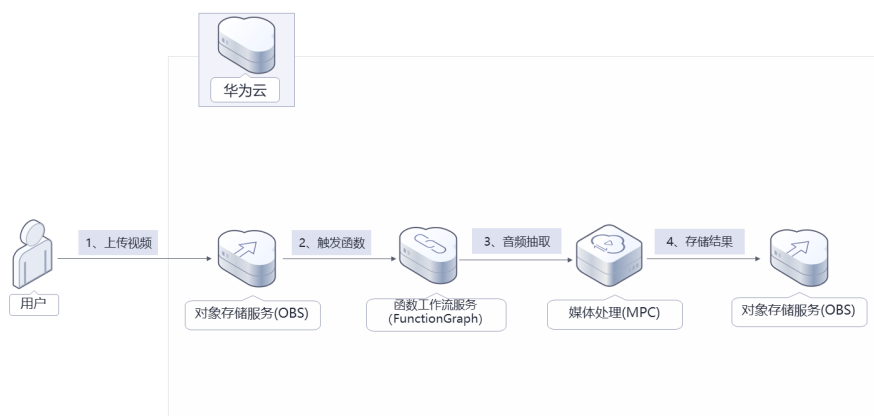 华为云
1、上传视频
2、触发函数
3、音频抽取
4、存储结果
用户
对象存储服务(OBS)
函数工作流服务
(FunctionGraph)
媒体处理(MPC)
对象存储服务(OBS)